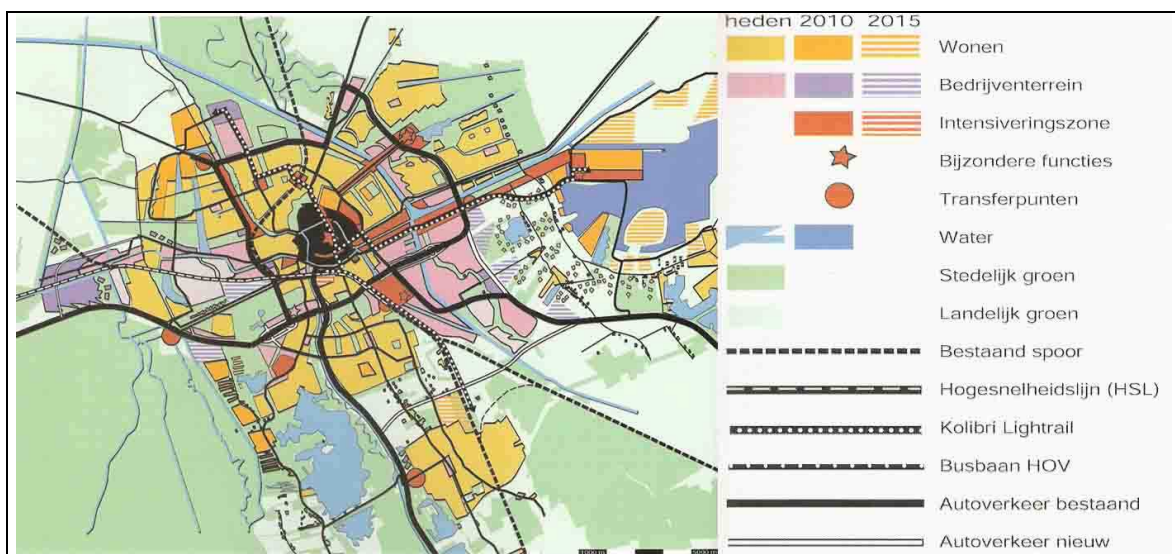 heden 2010 2015
Wonen
Bedrijventerrein
Intensiveringszone
Bijzondere functies
Transferpunten
Water
Stedelijk groen
Landelijk groen
Bestaand spoor
Hogesnelheidslijn (HSL)
Kolibri Lightrail
Busbaan HOV
Autoverkeer bestaand
Autoverkeer nieuw